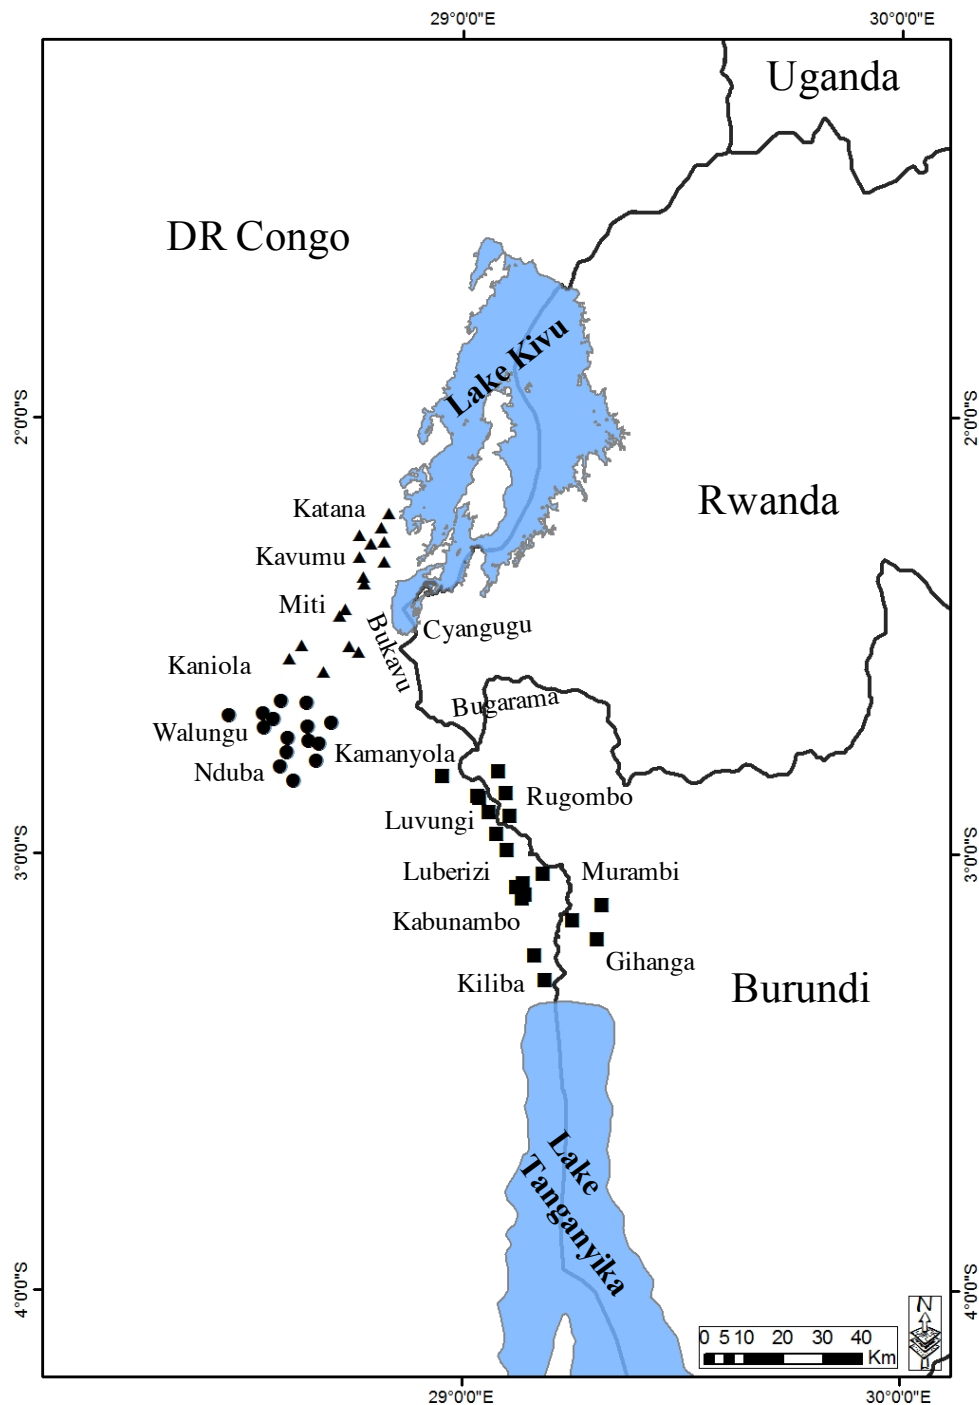 29°0'0"E
30°0'0"E
Uganda
DR Congo
Lake Kivu
2°0'0"S
2°0'0"S
Katana
Rwanda
Kavumu
Miti
Cyangugu
Bukavu
Kaniola
Bugarama
Walungu
Kamanyola
Nduba
Rugombo
Luvungi
3°0'0"S
3°0'0"S
Luberizi
Murambi
Kabunambo
Gihanga
Kiliba
Burundi
Lake
Tanganyika
4°0'0"S
4°0'0"S
N
0 5 10 20 30 40
Km
29°0'0"E
30°0'0"E